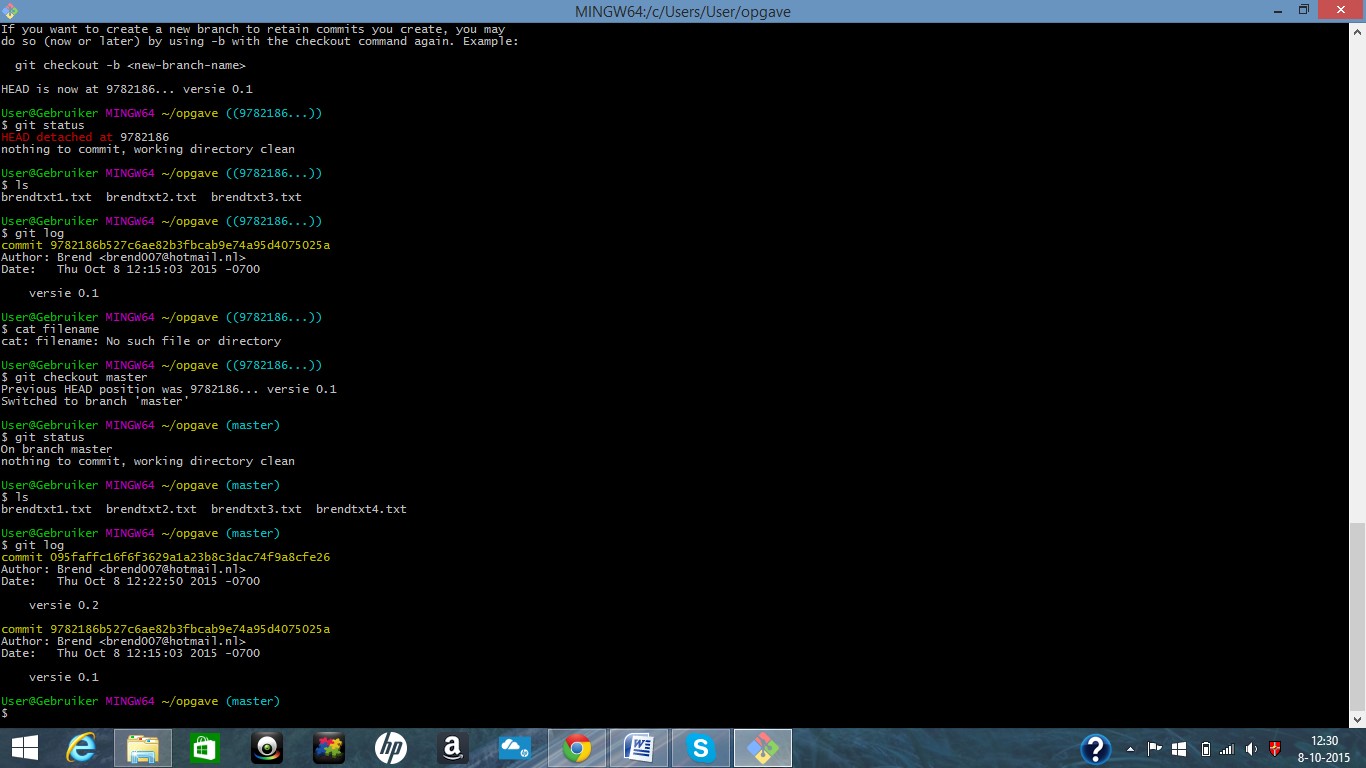 MINGW64:/c/Users/User/opgave
If you want to create a new branch to retain commits you create, you may
do so (now or later) by using -b with the checkout command again. Example:
git checkout -b <new-branch-name>
HEAD is now at 9782186... versie 0.1
User@Gebruiker MINGW64 ~/opgave ((9782186...))
$ git status
HEAD detached at 9782186
nothing to commit, working directory clean
User@Gebruiker MINGW64 ~/opgave ((9782186...))
$ ls
brendtxt1.txt brendtxt2.txt brendtxt3.txt
User@Gebruiker MINGW64 ~/opgave ((9782186...))
$ git log
commit 9782186b527c6ae82b3fbcab9e74a95d4075025a
Author: Brend <brend007@hotmail.nl>
Date: Thu Oct 8 12:15:03 2015 -0700
versie 0.1
User@Gebruiker MINGW64 ~/opgave ((9782186...))
$ cat filename
cat: filename: No such file or directory
User@Gebruiker MINGW64 ~/opgave ((9782186...))
$ git checkout master
Previous HEAD position was 9782186... versie 0.1
Switched to branch 'master'
User@Gebruiker MINGW64 ~/opgave (master)
$ git status
On branch master
nothing to commit, working directory clean
User@Gebruiker MINGW64 ~/opgave (master)
$ ls
brendtxt1.txt brendtxt2.txt brendtxt3.txt brendtxt4.txt
User@Gebruiker MINGW64 ~/opgave (master)
$ git log
commit 095faffc16f6f3629a1a23b8c3dac74f9a8cfe26
Author: Brend <brend007@hotmail.nl>
Date: Thu Oct 8 12:22:50 2015 -0700
versie 0.2
commit 9782186b527c6ae82b3fbcab9e74a95d4075025a
Author: Brend <brend007@hotmail.nl>
Date: Thu Oct 8 12:15:03 2015 -0700
versie 0.1
User@Gebruiker MINGW64 ~/opgave (master)
$
12:30
8-10-2015